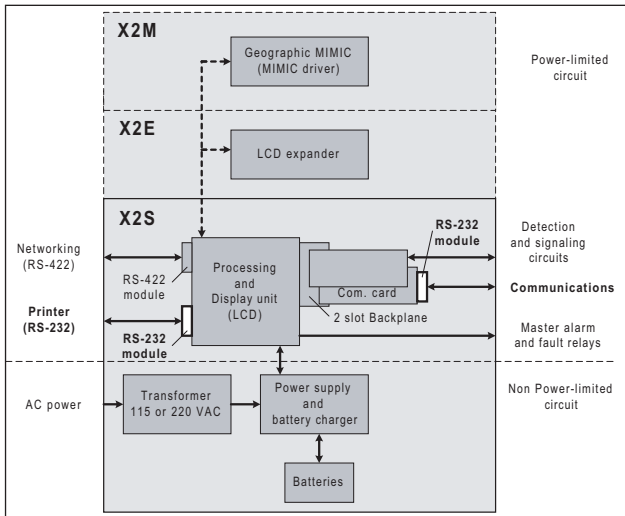 X2M
Geographic MIMIC
(MIMIC driver)
Power-limited
circuit
X2E
LCD expander
X2S
RS-232
module
Detection
and signaling
circuits
Networking
(RS-422)
RS-422
module
Processing
and
Display unit
(LCD)
Com. card
Communications
2 slot Backplane
Printer
(RS-232)
RS-232
module
Master alarm
and fault relays
AC power
Transformer
115 or 220 VAC
Power supply
and
battery charger
Non Power-limited
circuit
Batteries